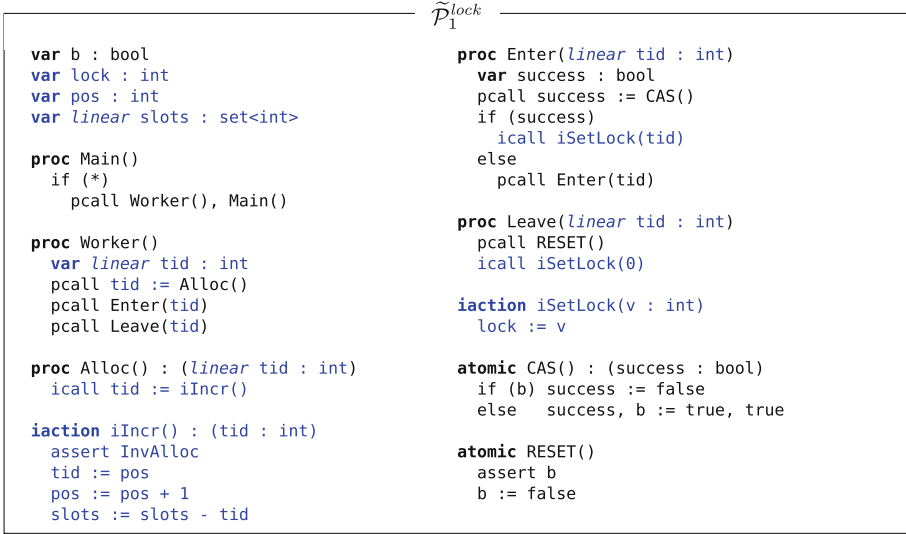 𝒫̃₁ˡᵒᶜᵏ
var b : bool
var lock : int
var pos : int
var linear slots : set<int>
proc Main()
if (*)
pcall Worker(), Main()
proc Worker()
var linear tid : int
pcall tid := Alloc()
pcall Enter(tid)
pcall Leave(tid)
proc Alloc() : (linear tid : int)
icall tid := iIncr()
iaction iIncr() : (tid : int)
assert InvAlloc
tid := pos
pos := pos + 1
slots := slots - tid
proc Enter(linear tid : int)
var success : bool
pcall success := CAS()
if (success)
icall iSetLock(tid)
else
pcall Enter(tid)
proc Leave(linear tid : int)
pcall RESET()
icall iSetLock(0)
iaction iSetLock(v : int)
lock := v
atomic CAS() : (success : bool)
if (b) success := false
else success, b := true, true
atomic RESET()
assert b
b := false